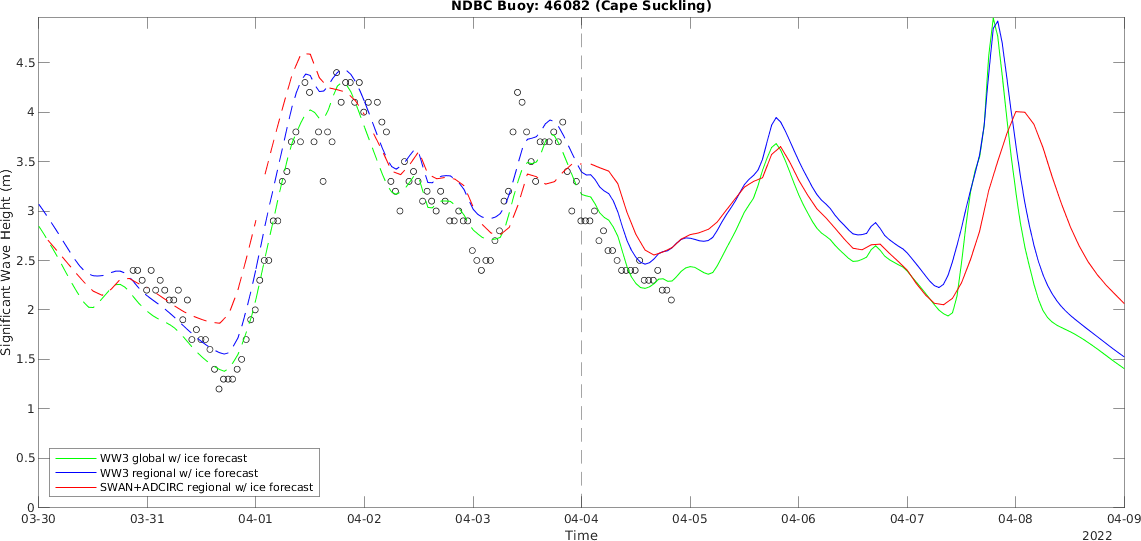 NDBC Buoy: 46082 (Cape Suckling)
Significant Wave Height (m)
4.5
4
3.5
3
2.5
2
1.5
1
0.5
0
WW3 global w/ ice forecast
WW3 regional w/ ice forecast
SWAN+ADCIRC regional w/ ice forecast
03-30 03-31 04-01 04-02 04-03 04-04 04-05 04-06 04-07 04-08 04-09
Time 2022